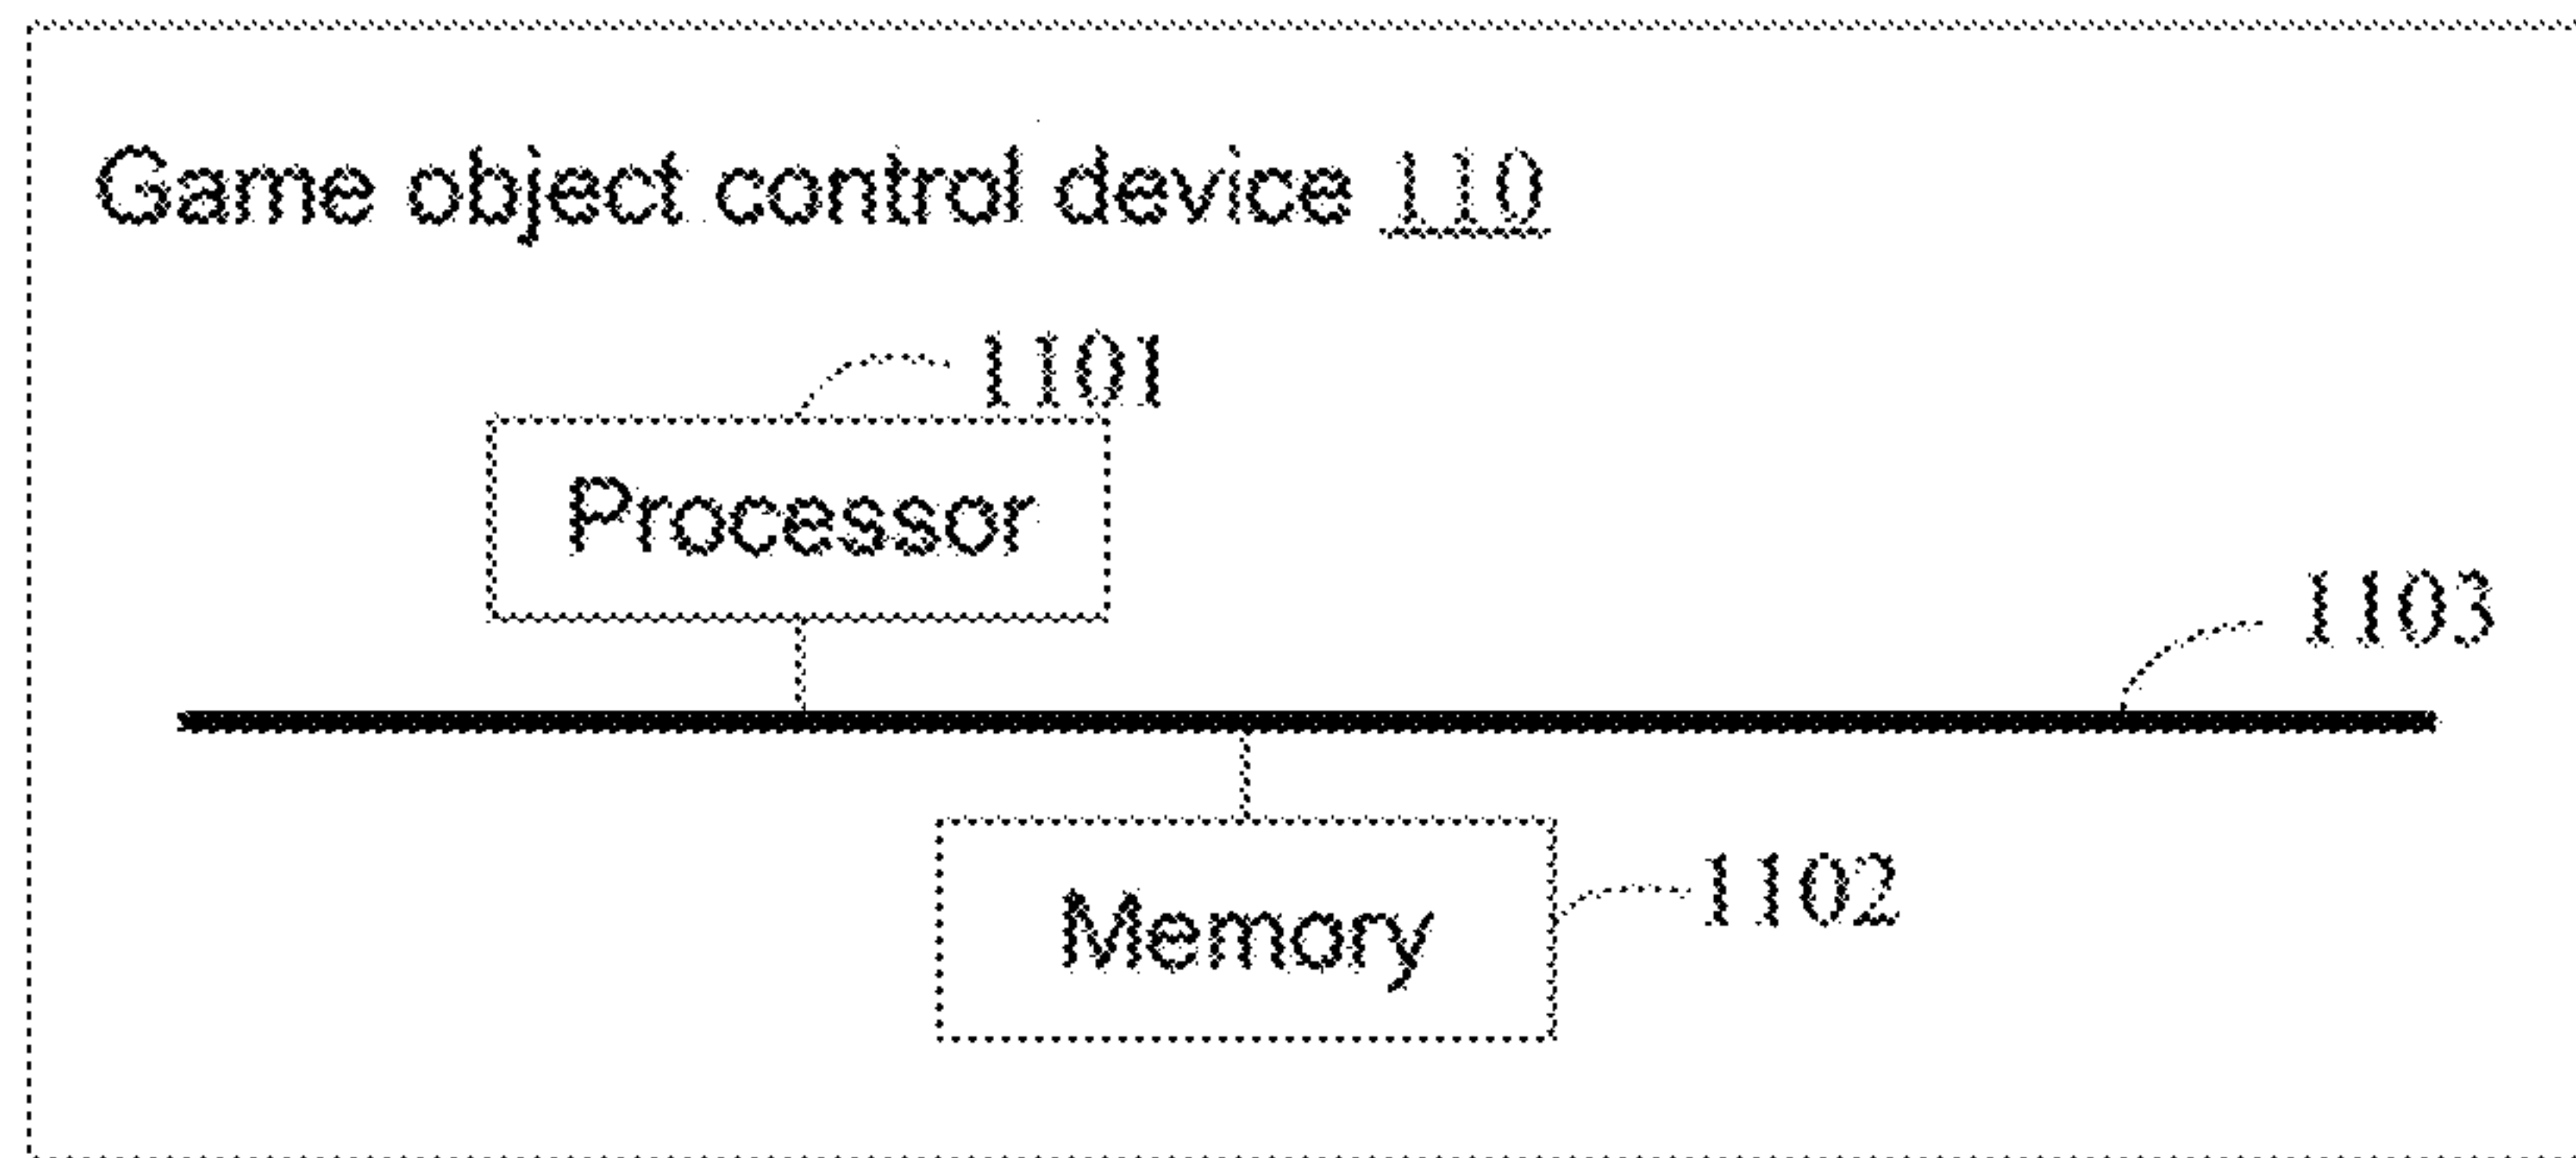 Game object control device 110
1101
Processor
1103
1102
Memory